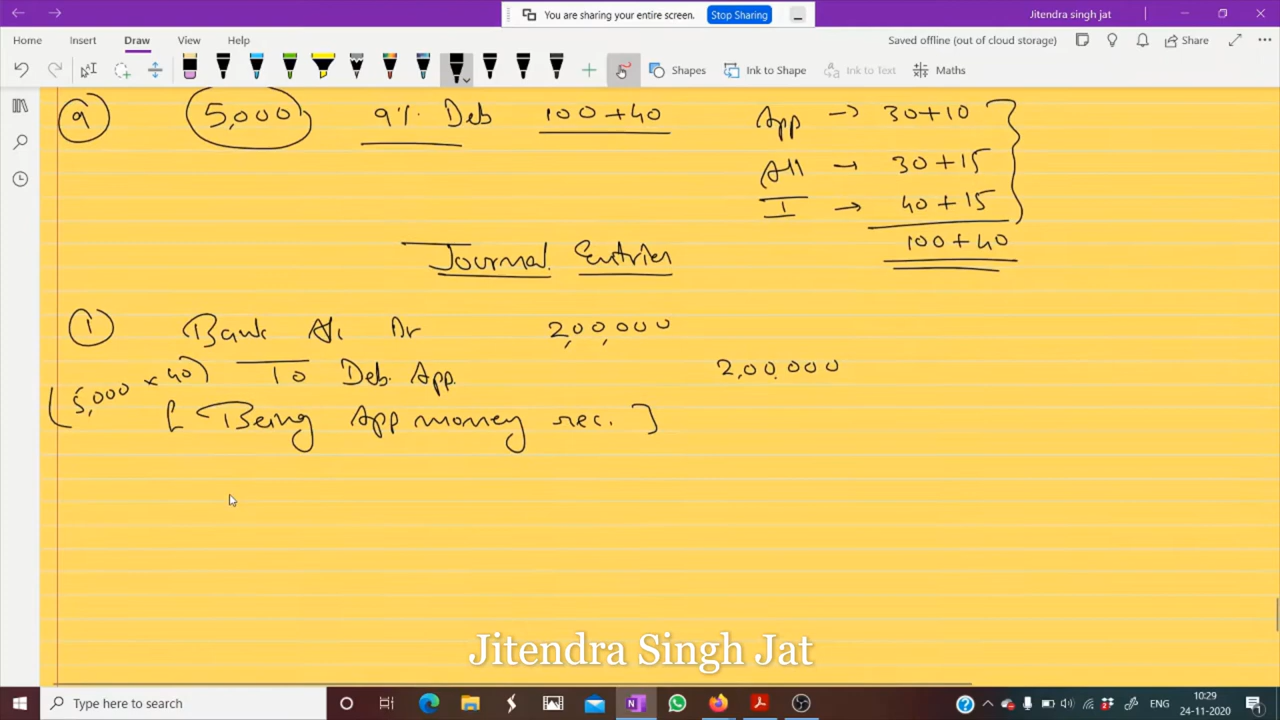 You are sharing your entire screen. Stop Sharing
Jitendra singh jat
Home Insert Draw View Help
Saved offline (out of cloud storage) Share
Shapes Ink to Shape Ink to Text Maths
9 5,000 9% Deb 100+40
App → 30+10
All → 30+15
I → 40+15
100+40
Journal Entries
1 Bank A/c Dr 2,00,000
(5,000 × 40) To Deb. App. 2,00,000
[Being App money rec.]
Jitendra Singh Jat
Type here to search
ENG
10:29
24-11-2020